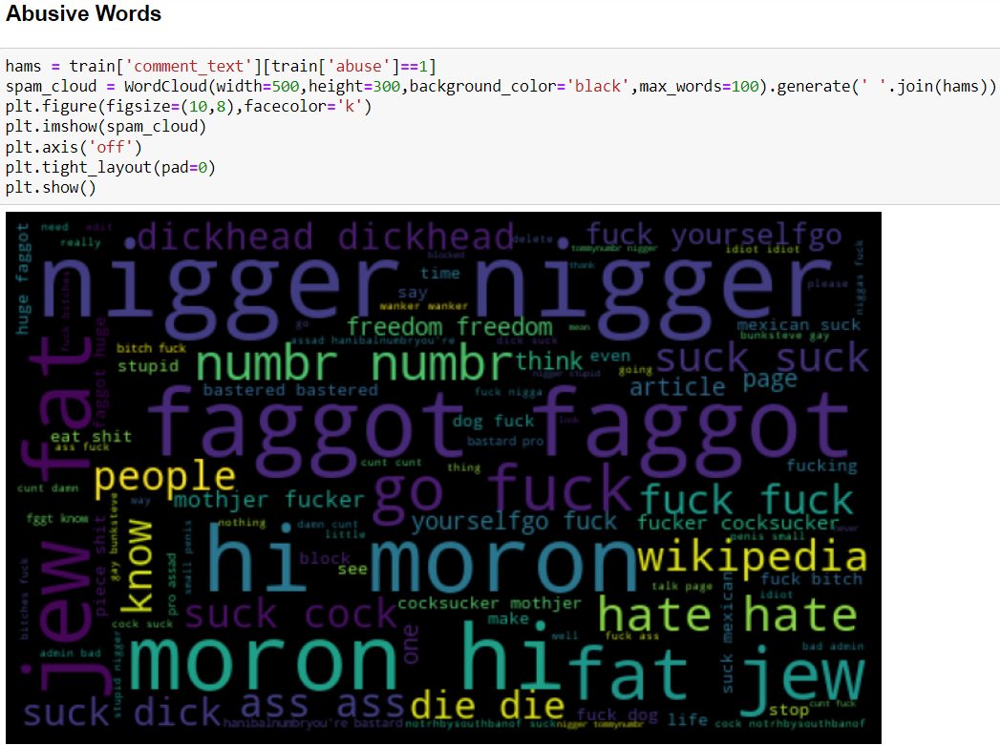 Abusive Words
hams = train['comment_text'][train['abuse']==1]
spam_cloud = WordCloud(width=500,height=300,background_color='black',max_words=100).generate(' '.join(hams))
plt.figure(figsize=(10,8),facecolor='k')
plt.imshow(spam_cloud)
plt.axis('off')
plt.tight_layout(pad=0)
plt.show()
need
edit
really
dickhead dickhead
delete
fuck yourselfgo
tommynumbr nigger
idiot idiot
huge faggot
nigger nigger
blocked
time
thank
say
please
niggas fuck
fuck bitches
wanker wanker
go
freedom freedom
mean
mexican suck
bunksteve gay
assad hanibalnumbryou're
dick suck
bitch fuck
stupid
numbr numbr
think
even
going
suck suck
nigger stupid
faggot huge
jew fat
bastered bastered
fuck nigga
article
page
faggot faggot
dog fuck
look
eat shit
ass fuck
bastard pro
cunt cunt
thing
fucking
people
cunt damn
way
mothjer fucker
go fuck
fuck fuck
fggt know
gay bunksteve
know
small penis
nothing
damn cunt
little
yourselfgo fuck
fucker cocksucker
never
penis small
piece shit
pro assad
hi moron
block
see
wikipedia
fuck bitch
talk page
idiot
bitches fuck
suck cock
cocksucker mothjer
make
hate hate
suck mexican
cock suck
one
well
fuck ass
bad admin
admin bad
stupid nigger
moron hi
fat jew
suck dick
ass ass
die die
stop
cunt fuck
fuck dog
life
hanibalnumbryou're bastard
notrhbysouthbanof suck
nigger tommynumbr
cock notrhbysouthbanof